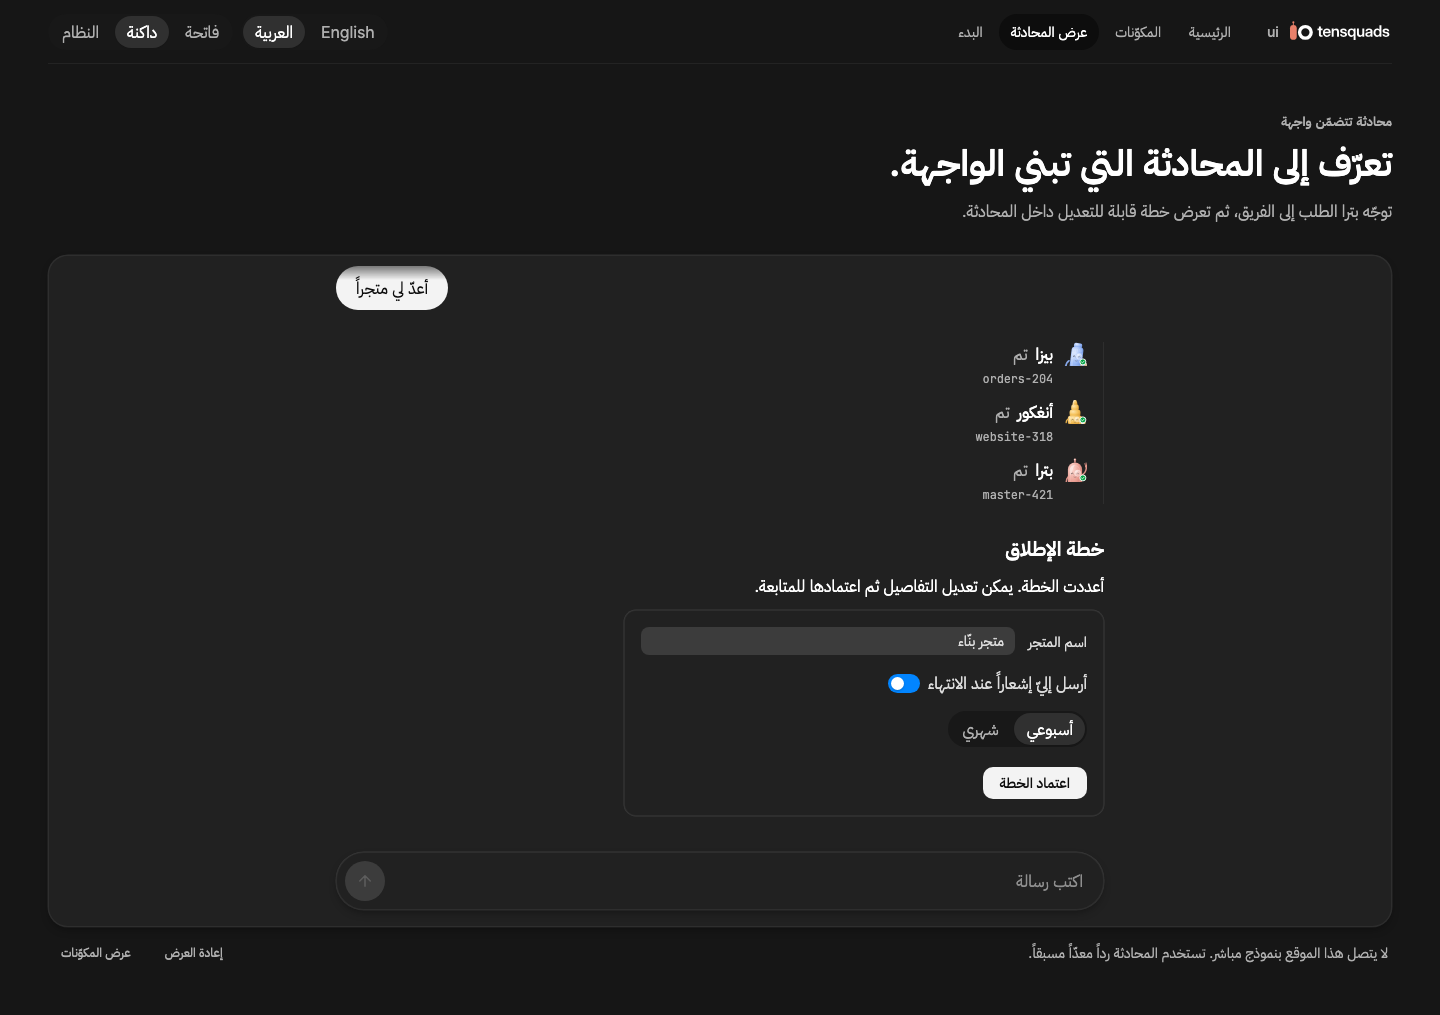 tensquads ui
الرئيسية
المكوّنات
عرض المحادثة
البدء
English
العربية
فاتحة
داكنة
النظام
محادثة تتضمّن واجهة
تعرّف إلى المحادثة التي تبني الواجهة.
توجّه بترا الطلب إلى الفريق، ثم تعرض خطة قابلة للتعديل داخل المحادثة.
أعدّ لي متجراً
بيزا تم
orders-204
أنغكور تم
website-318
بترا تم
master-421
خطة الإطلاق
أعددت الخطة. يمكن تعديل التفاصيل ثم اعتمادها للمتابعة.
اسم المتجر
متجر بنّاء
أرسل إليّ إشعاراً عند الانتهاء
أسبوعي
شهري
اعتماد الخطة
اكتب رسالة
لا يتصل هذا الموقع بنموذج مباشر. تستخدم المحادثة رداً معدّاً مسبقاً.
إعادة العرض
عرض المكوّنات